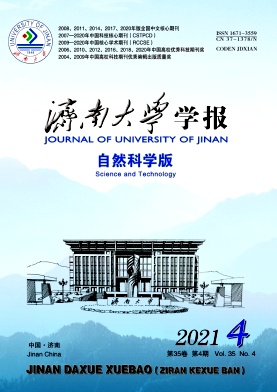 UNIVERSITY OF JINAN
2008、2011、2014、2017、2020年版全国中文核心期刊
2007—2020年中国科技核心期刊(CSTPCD)
2009—2020年中国核心学术期刊(RCCSE)
2006、2010、2012、2016、2018、2020年中国高校优秀科技期刊奖
2004、2009年中国高校科技期刊优秀编辑出版质量奖
ISSN 1671-3559
CN 37-1378/N
CODEN JDXIAN
济南大学学报
JOURNAL OF UNIVERSITY OF JINAN
自然科学版
Science and Technology
中国·济南
Jinan China
2021 4
第35卷 第4期 Vol. 35 No. 4
JINAN DAXUE XUEBAO (ZIRAN KEXUE BAN)